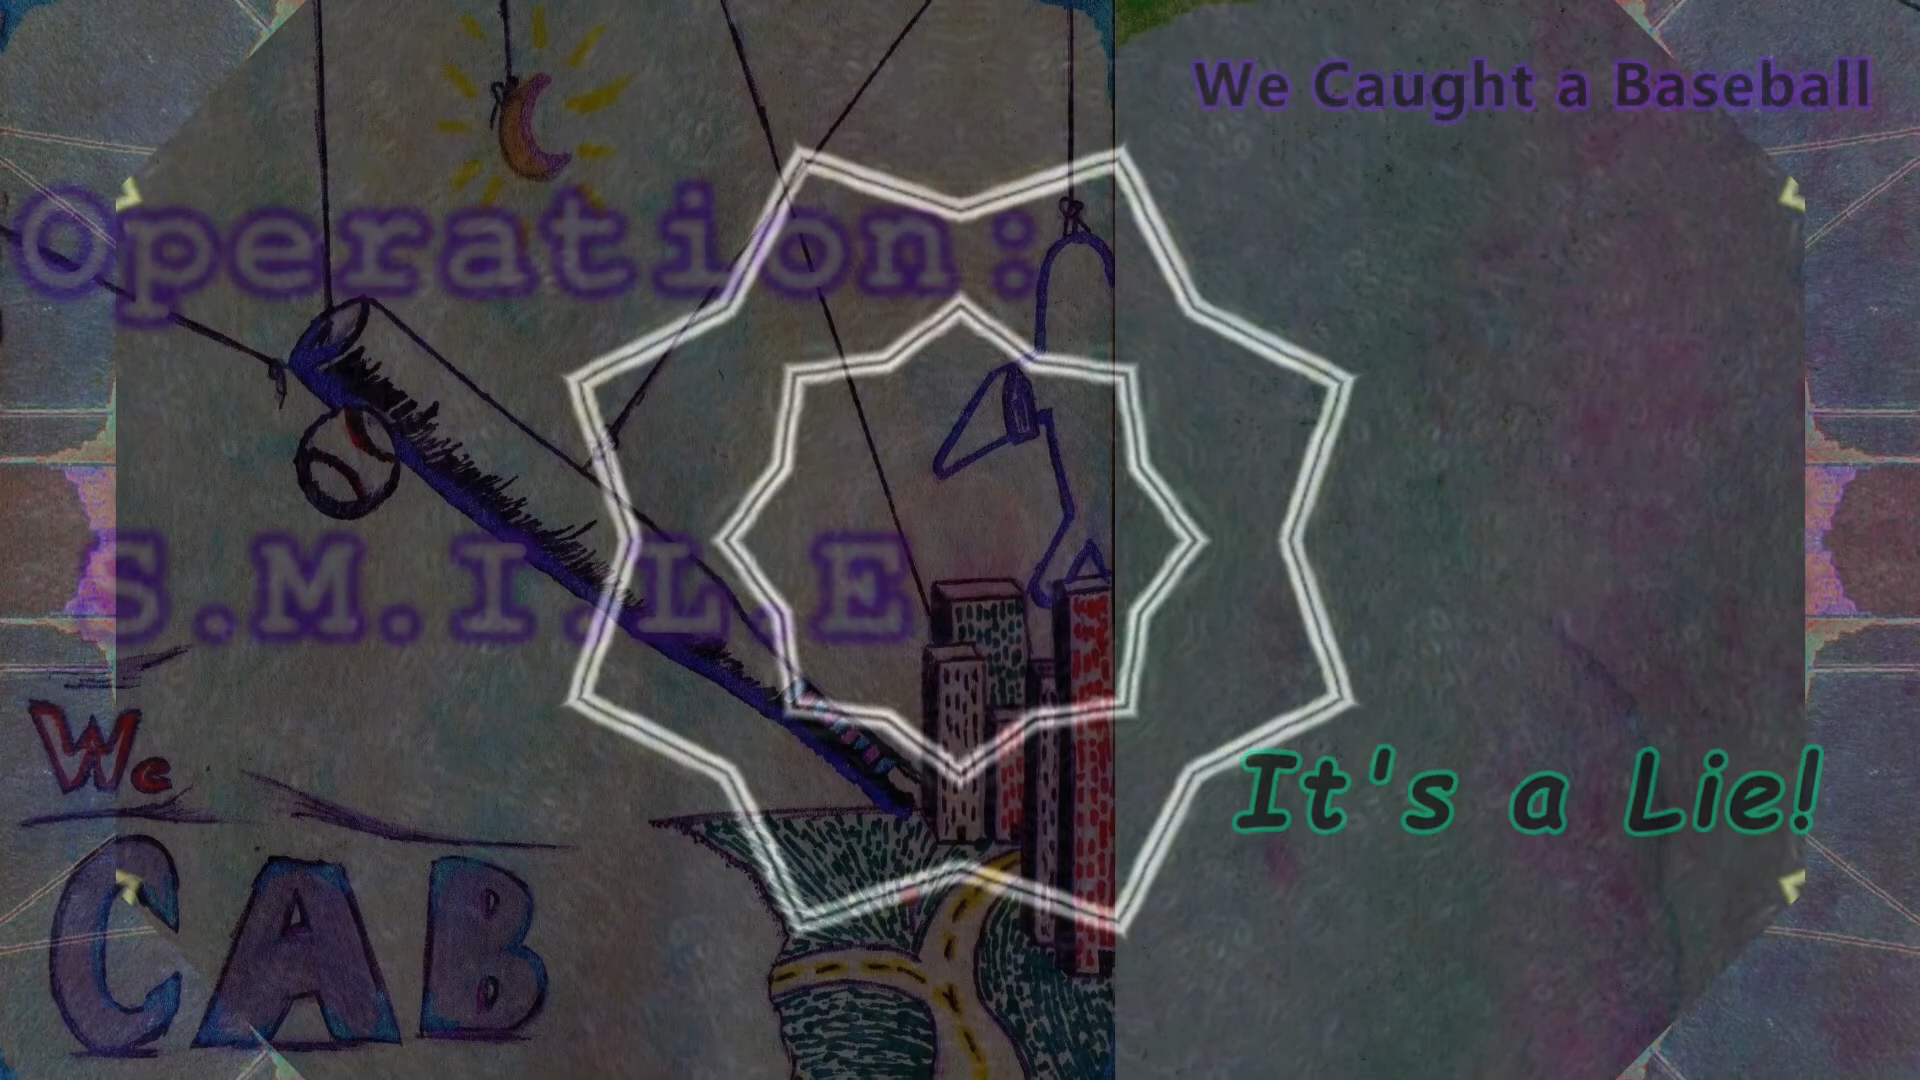 We Caught a Baseball
Operation:
S.M.I.L.E
We
CAB
It's a Lie!